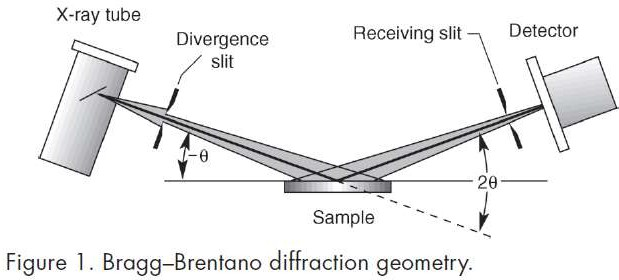 X-ray tube
Divergence
slit
Receiving slit
Detector
-θ
2θ
Sample
Figure 1. Bragg–Brentano diffraction geometry.